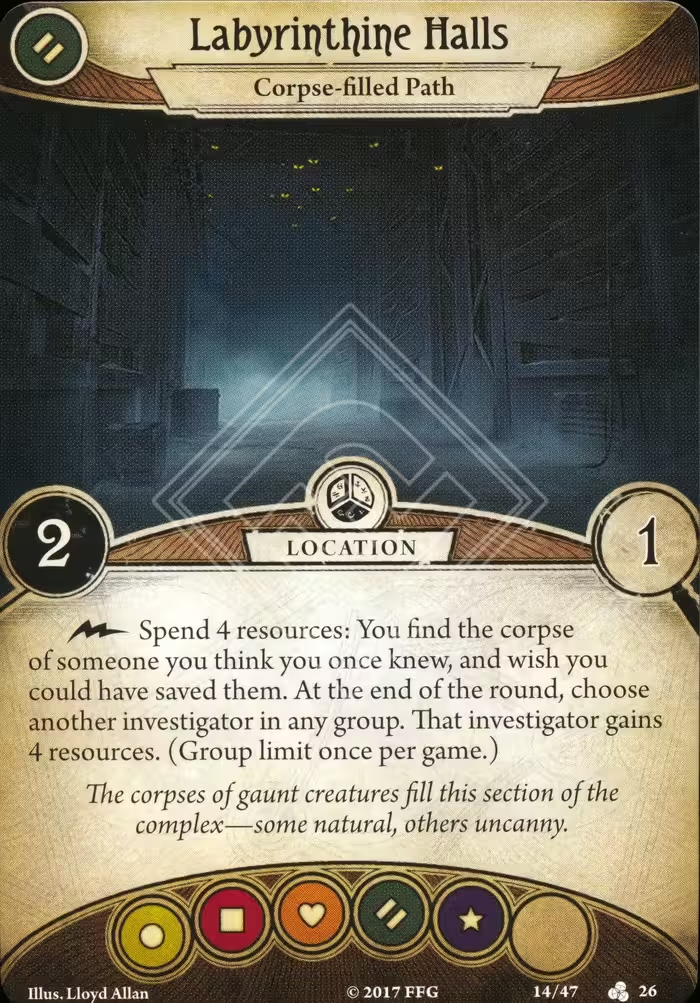 Labyrinthine Halls
Corpse-filled Path
2
LOCATION
1
Spend 4 resources: You find the corpse
of someone you think you once knew, and wish you
could have saved them. At the end of the round, choose
another investigator in any group. That investigator gains
4 resources. (Group limit once per game.)
The corpses of gaunt creatures fill this section of the
complex—some natural, others uncanny.
Illus. Lloyd Allan
© 2017 FFG
14/47
26